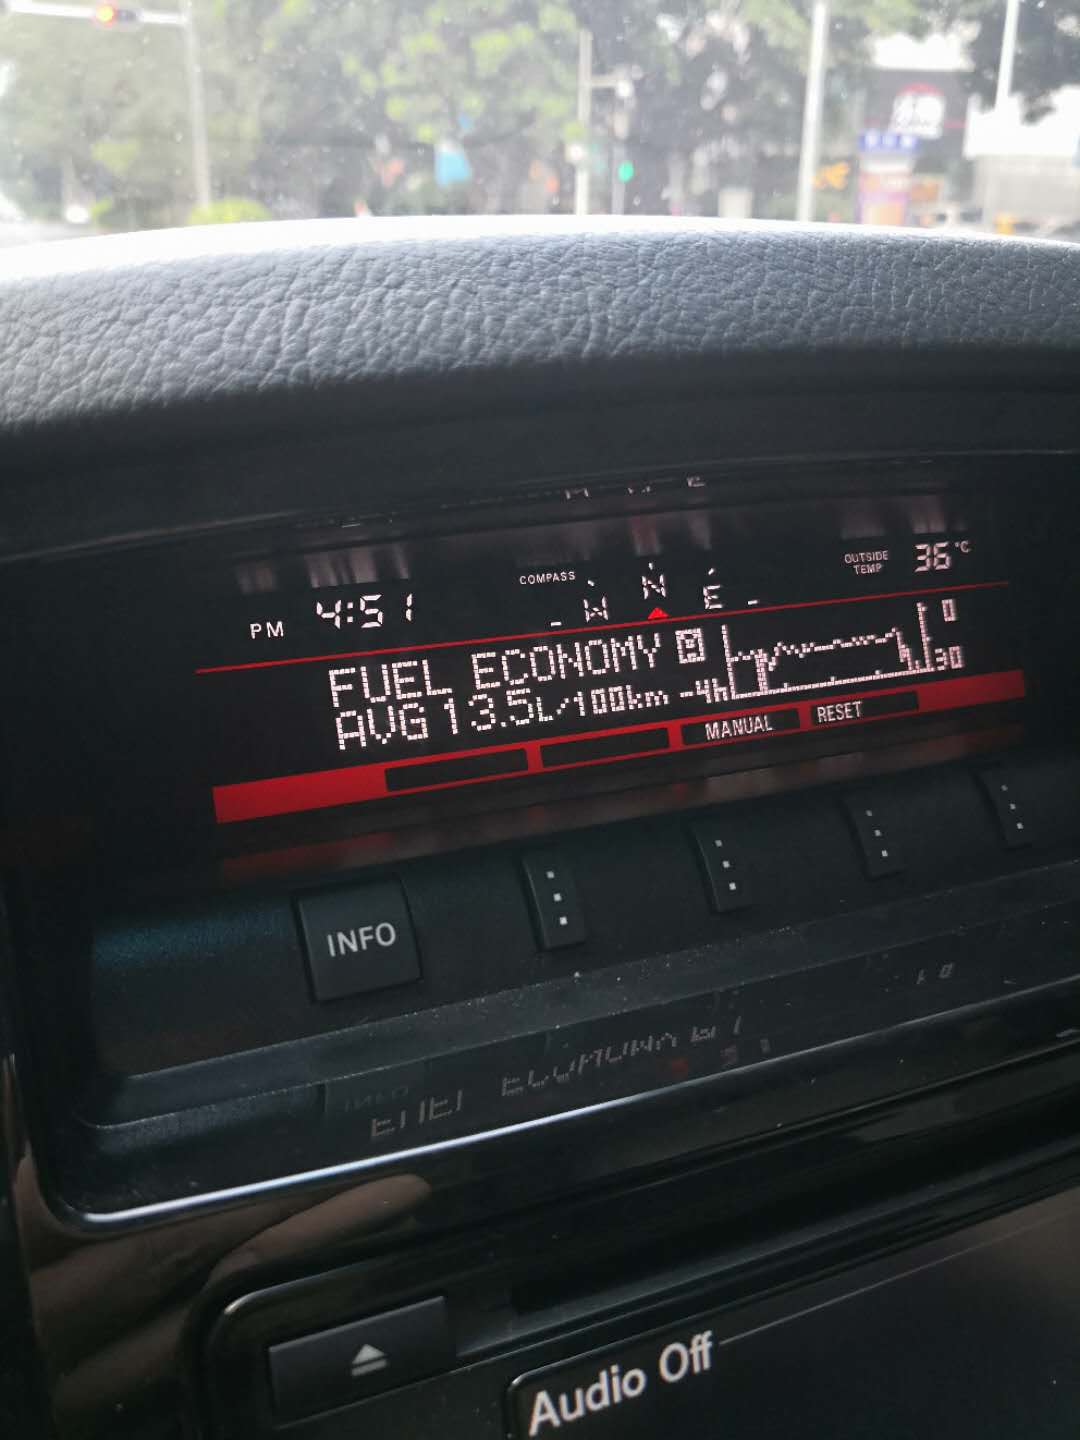 COMPASS
OUTSIDE TEMP 36°C
PM 4:51
W N E
FUEL ECONOMY
0
AVG 13.5L/100km -4h
30
MANUAL RESET
INFO
Audio Off